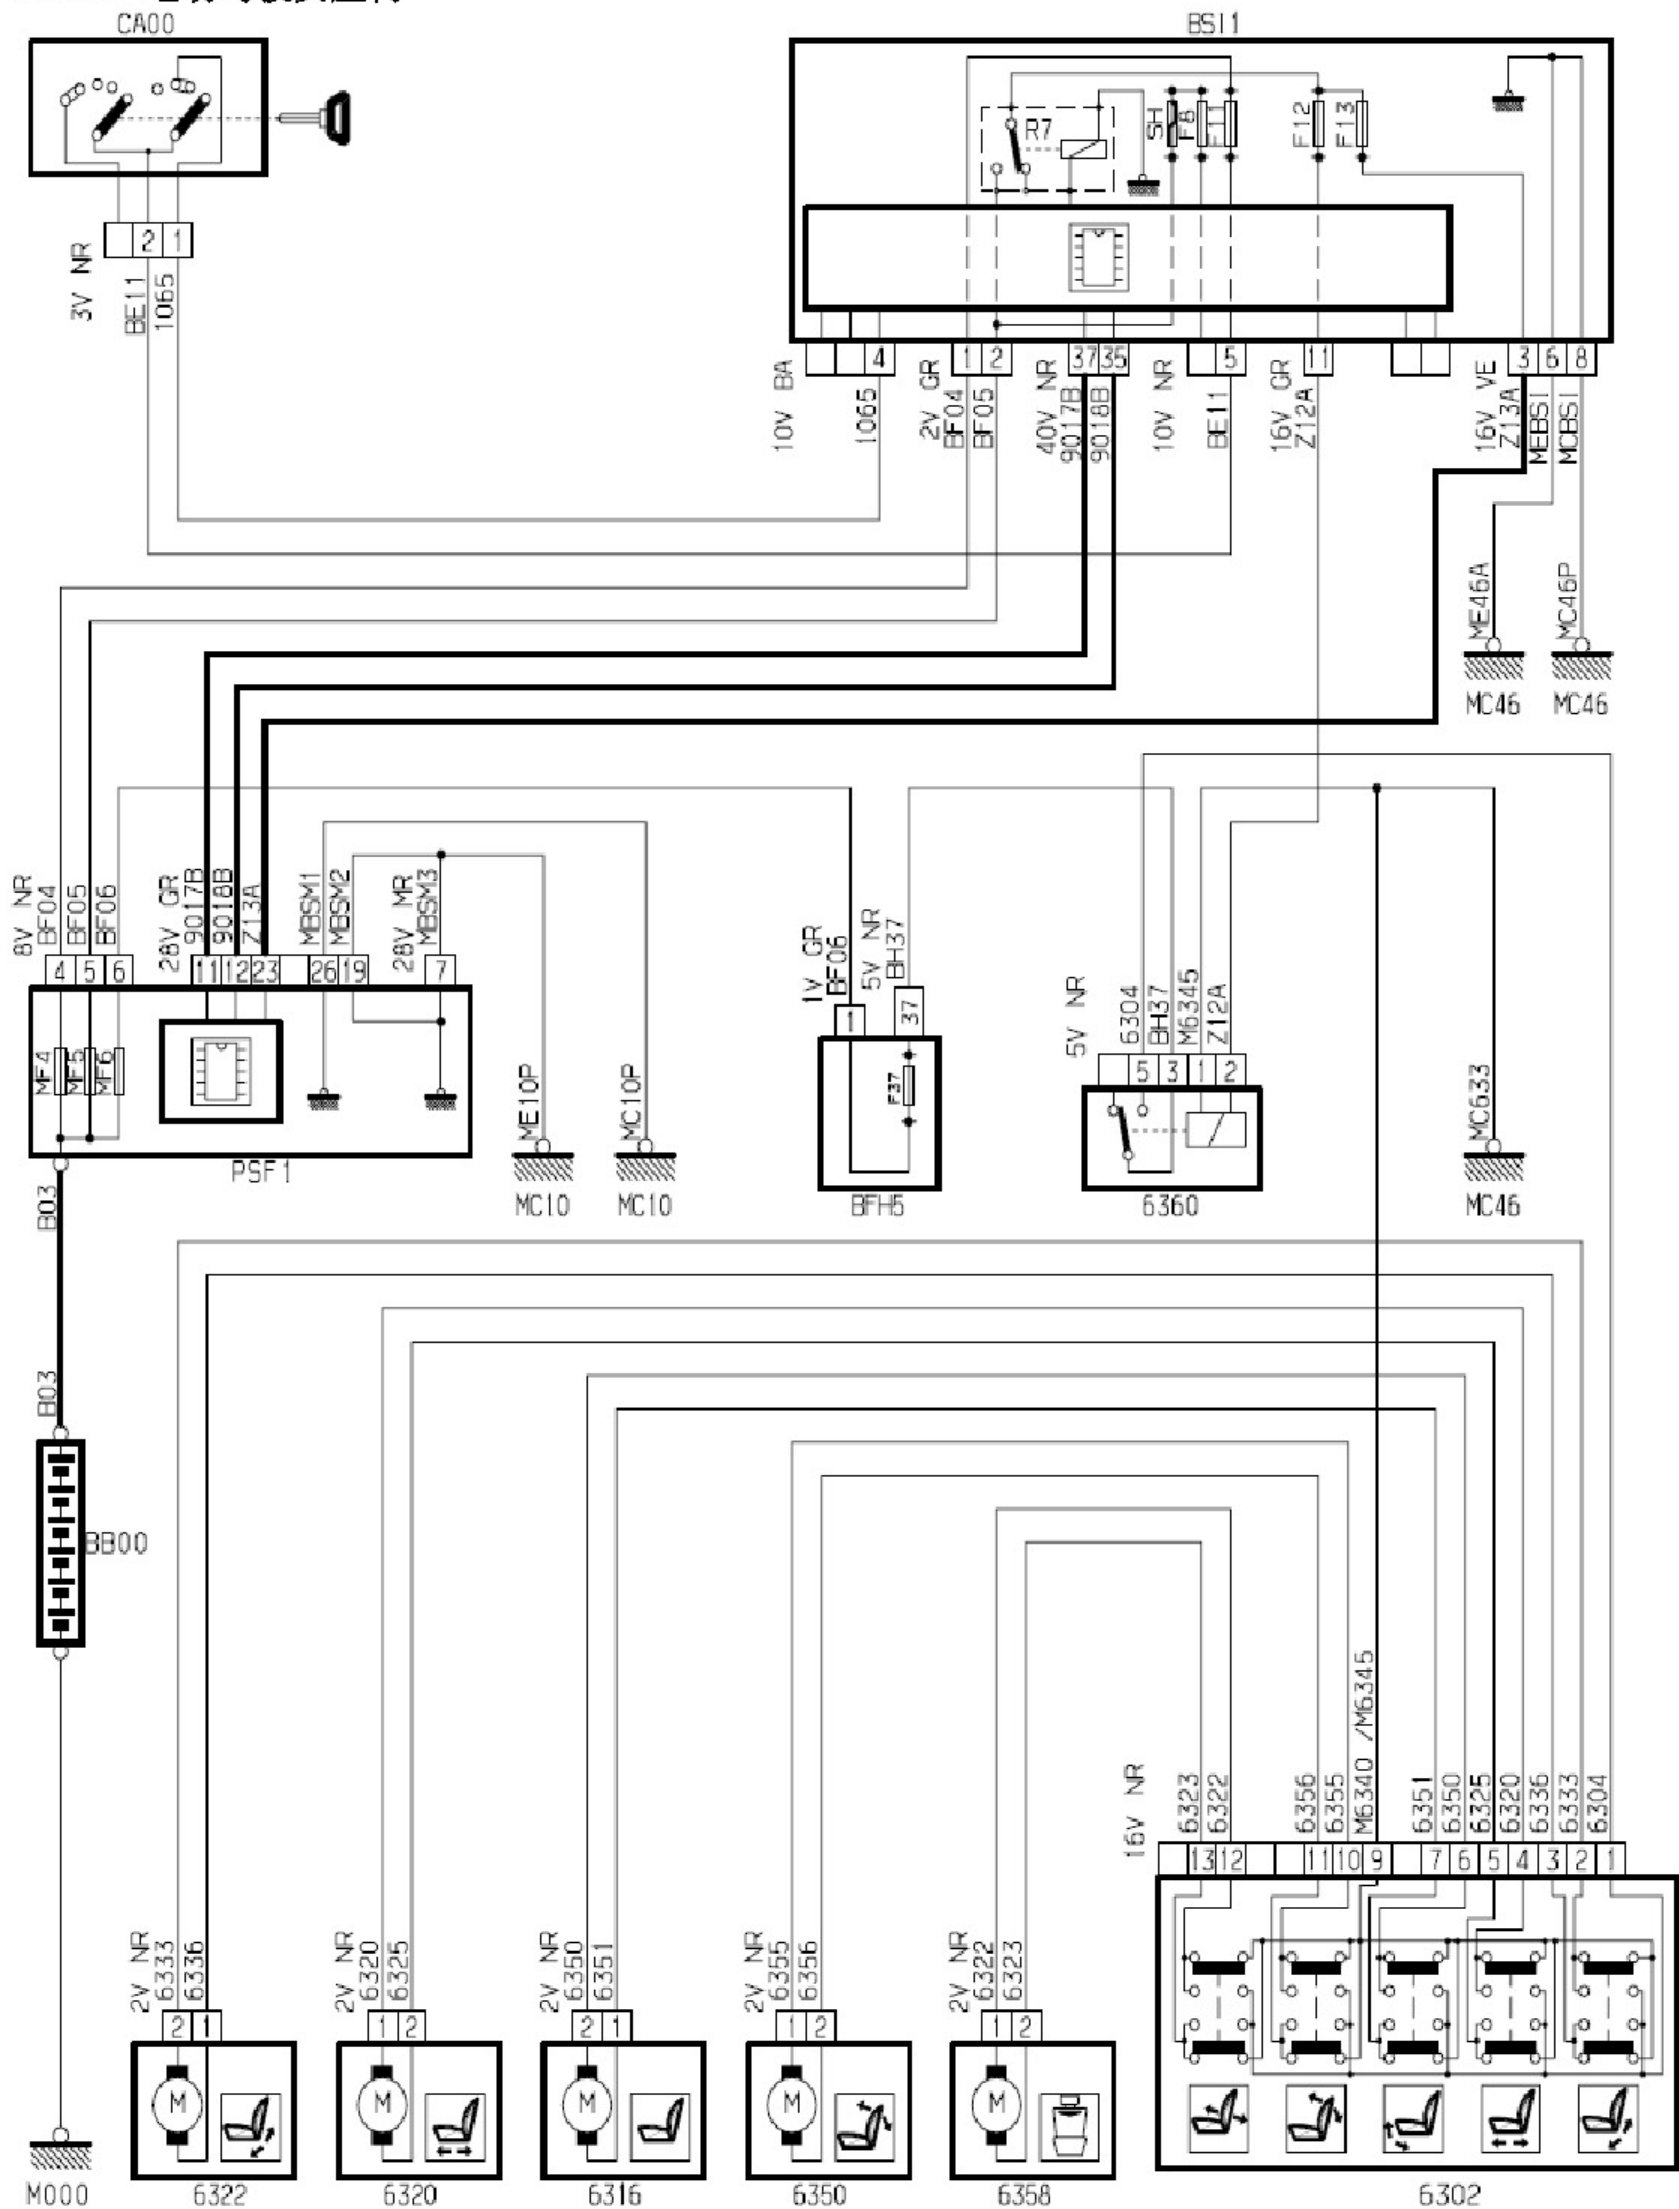 CA00
BSI1
R7
SH
F8
F11
F12
F13
2 1
3V NR
BE11
1065
4 1 2 37 35 5 11 3 6 8
10V BA
1065
2V GR
BF04
BF05
40V NR
9017B
9018B
10V NR
BE11
16V GR
Z12A
16V VE
Z13A
MEBSI
MCBSI
ME46A
MC46P
MC46 MC46
8V NR
BF04
BF05
BF06
28V GR
9017B
9018B
Z13A
MBSM1
MBSM2
28V MR
MBSM3
4 5 6 11 12 23 26 19 7
MF4
MF5
MF6
PSF1
ME10P
MC10P
MC10 MC10
1V GR
BF06
5V NR
BH37
1 37
F37
BFH5
5V NR
6304
BH37
M6345
Z12A
5 3 1 2
6360
MC633
MC46
B03
B03
BB00
M000
16V NR
6323
6322
6356
6355
M6340 /M6345
6351
6350
6325
6320
6336
6333
6304
13 12 11 10 9 7 6 5 4 3 2 1
2V NR
6333
6336
2 1
M
6322
2V NR
6320
6325
1 2
M
6320
2V NR
6350
6351
2 1
M
6316
2V NR
6355
6356
1 2
M
6350
2V NR
6322
6323
1 2
M
6358
6302